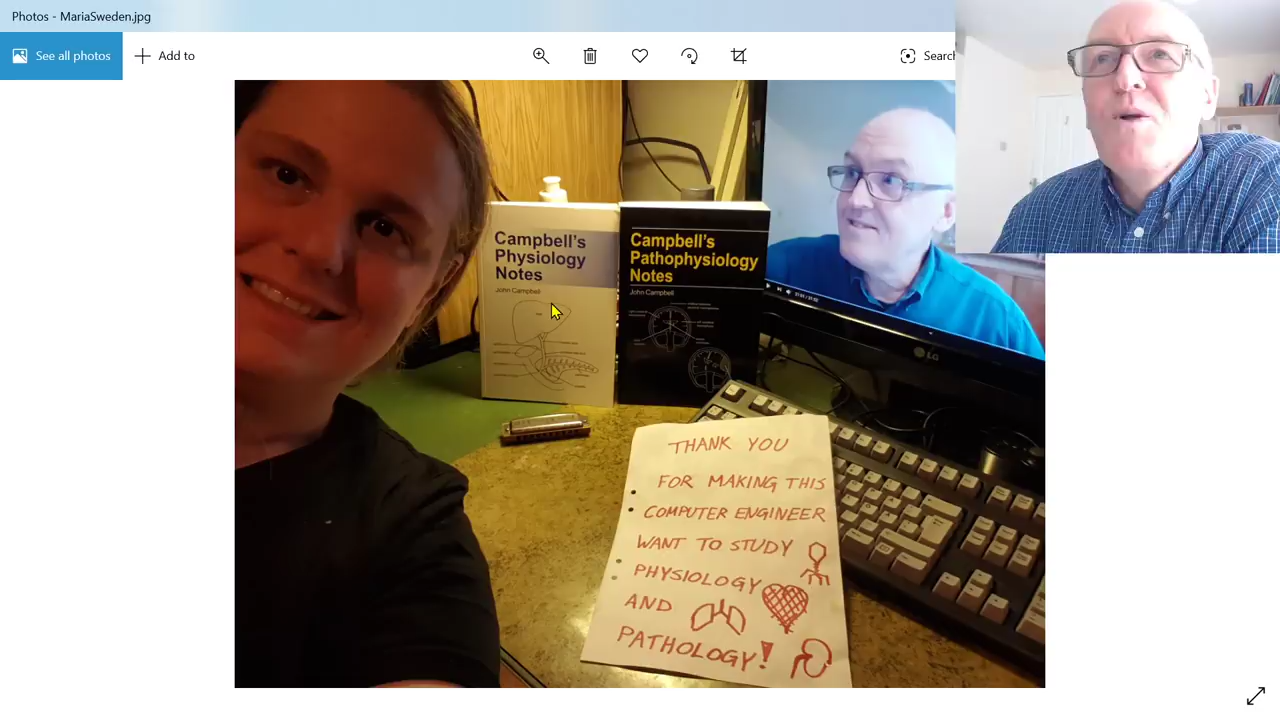 Photos - MariaSweden.jpg
See all photos
Add to
Search
Campbell's
Physiology
Notes
John Campbell
Campbell's
Pathophysiology
Notes
John Campbell
LG
THANK YOU
FOR MAKING THIS
COMPUTER ENGINEER
WANT TO STUDY
PHYSIOLOGY
AND
PATHOLOGY!